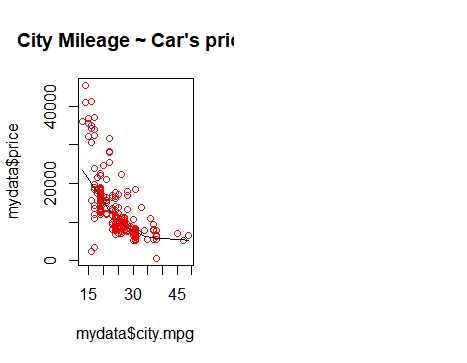 City Mileage ~ Car's pric
mydata$price
40000
20000
0
15 30 45
mydata$city.mpg